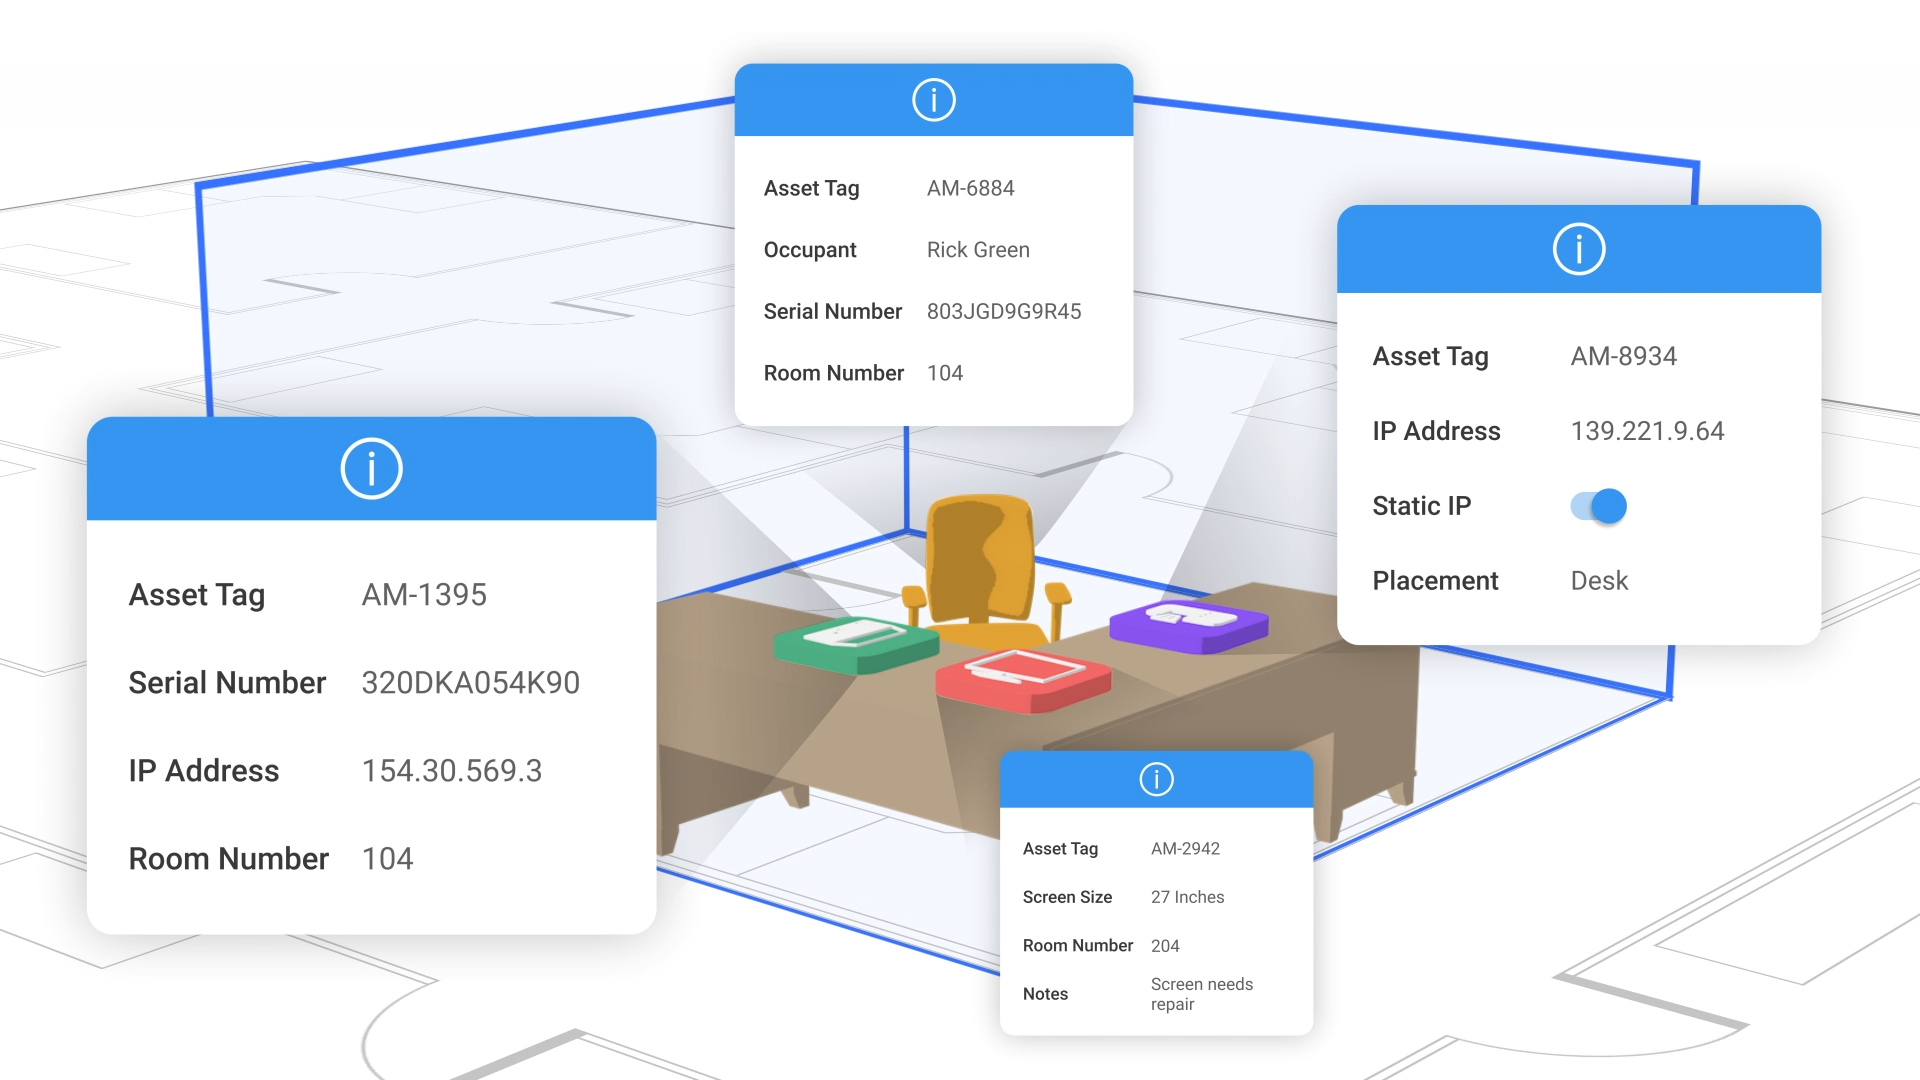 Asset Tag AM-6884
Occupant Rick Green
Serial Number 803JGD9G9R45
Room Number 104
Asset Tag AM-8934
IP Address 139.221.9.64
Static IP
Placement Desk
Asset Tag AM-1395
Serial Number 320DKA054K90
IP Address 154.30.569.3
Room Number 104
Asset Tag AM-2942
Screen Size 27 Inches
Room Number 204
Notes Screen needs
repair